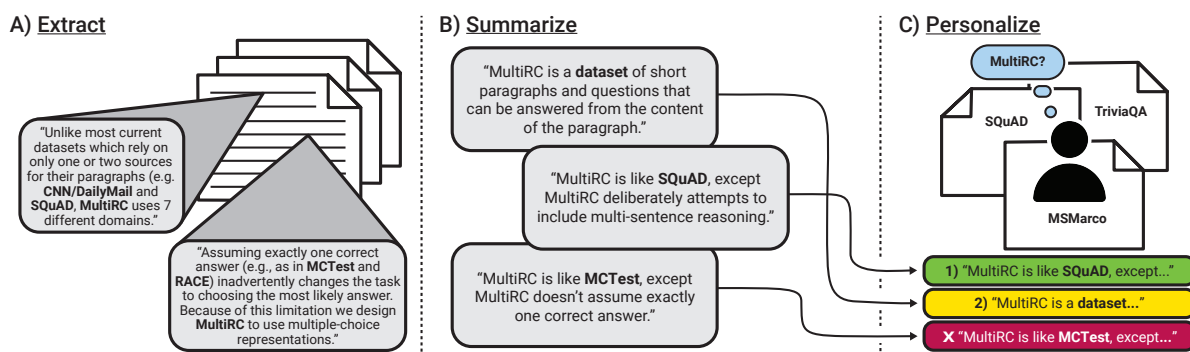 A) Extract
"Unlike most current
datasets which rely on
only one or two sources
for their paragraphs (e.g.
CNN/DailyMail and
SQuAD, MultiRC uses 7
different domains."
"Assuming exactly one correct
answer (e.g., as in MCTest and
RACE) inadvertently changes the task
to choosing the most likely answer.
Because of this limitation we design
MultiRC to use multiple-choice
representations."
B) Summarize
"MultiRC is a dataset of short
paragraphs and questions that
can be answered from the content
of the paragraph."
"MultiRC is like SQuAD, except
MultiRC deliberately attempts to
include multi-sentence reasoning."
"MultiRC is like MCTest, except
MultiRC doesn't assume exactly
one correct answer."
C) Personalize
MultiRC?
SQuAD
TriviaQA
MSMarco
1) "MultiRC is like SQuAD, except..."
2) "MultiRC is a dataset..."
X "MultiRC is like MCTest, except..."